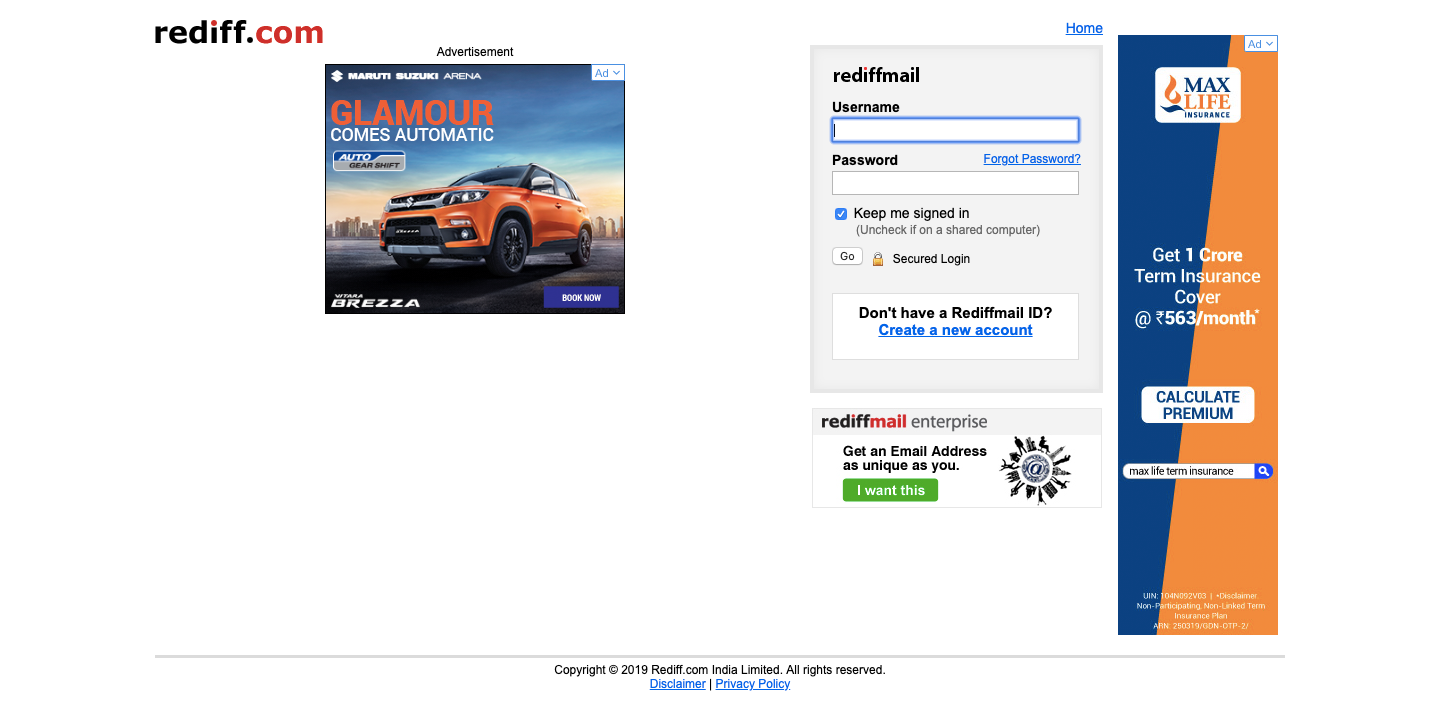 rediff.com
Home
Advertisement
Ad
MARUTI SUZUKI ARENA
GLAMOUR
COMES AUTOMATIC
AUTO
GEAR SHIFT
VITARA
BREZZA
BOOK NOW
rediffmail
Username
Password
Forgot Password?
Keep me signed in
(Uncheck if on a shared computer)
Go
Secured Login
Don't have a Rediffmail ID?
Create a new account
rediffmail enterprise
Get an Email Address
as unique as you.
I want this
@
Ad
MAX
LIFE
INSURANCE
Get 1 Crore
Term Insurance
Cover
@ ₹563/month*
CALCULATE
PREMIUM
max life term insurance
UIN: 104N092V03 | *Disclaimer.
Non-Participating, Non-Linked Term
Insurance Plan
ARN: 250319/GDN-OTP-2/
Copyright © 2019 Rediff.com India Limited. All rights reserved.
Disclaimer | Privacy Policy